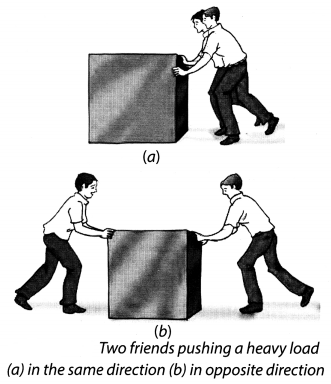 (a)
(b)
Two friends pushing a heavy load
(a) in the same direction (b) in opposite direction